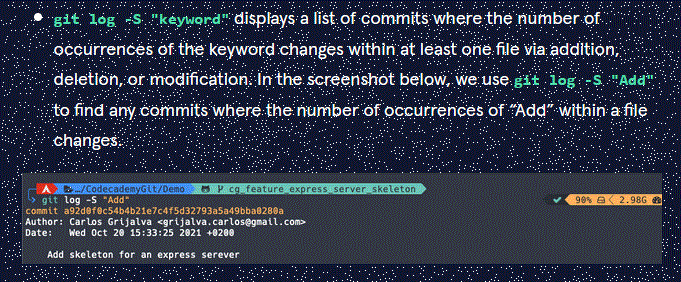 git log -S "keyword" displays a list of commits where the number of
occurrences of the keyword changes within at least one file via addition,
deletion, or modification. In the screenshot below, we use git log -S "Add"
to find any commits where the number of occurrences of “Add” within a file
changes.
…/CodecademyGit/Demo cg_feature_express_server_skeleton
git log -S "Add" 90% 2.98G
commit a92d0f0c54b4b21e7c4f5d32793a5a49bba0280a
Author: Carlos Grijalva <grijalva.carlos@gmail.com>
Date: Wed Oct 20 15:33:25 2021 +0200
Add skeleton for an express serever